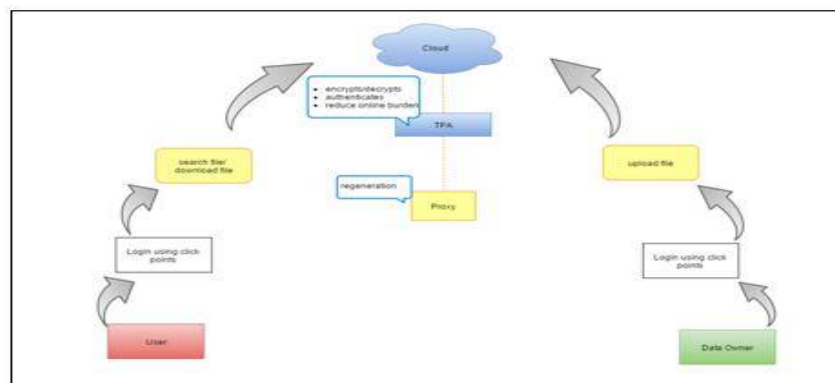 Cloud
encrypts/decrypts
authenticates
reduce online burden
TPA
search file/
download file
upload file
regeneration
Proxy
Login using click
points
Login using click
points
User
Data Owner